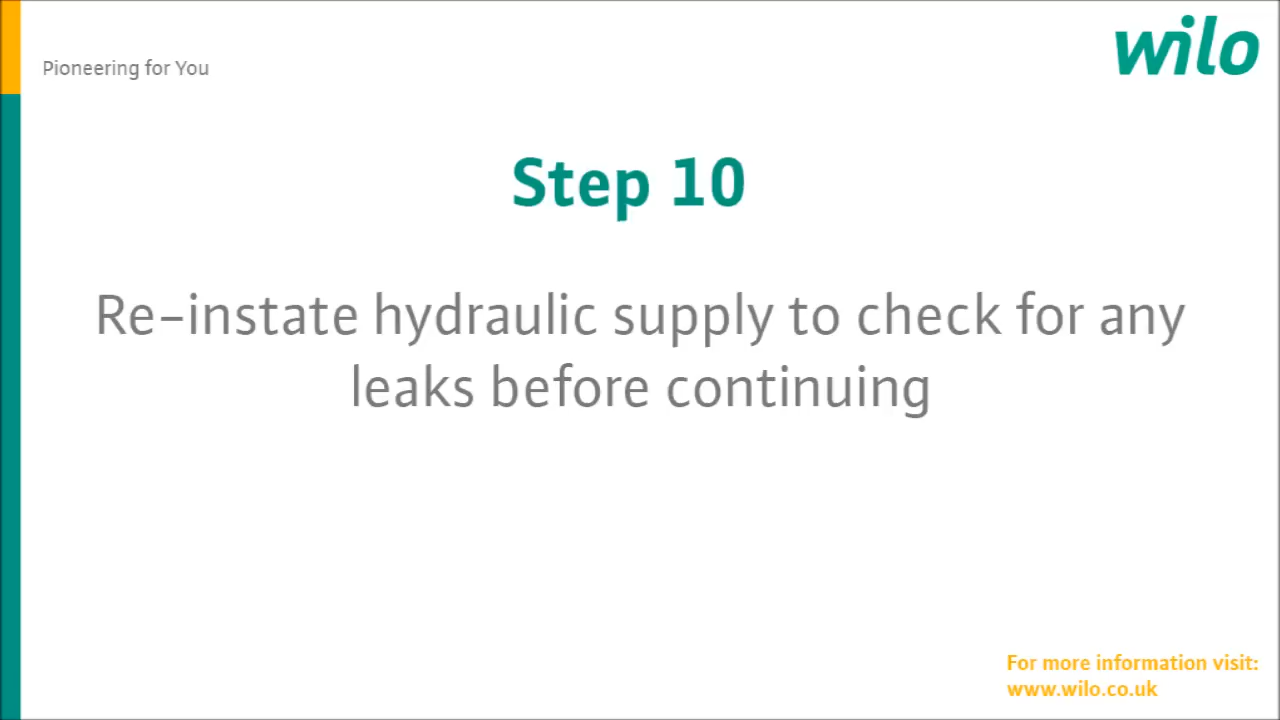 Pioneering for You
wilo
Step 10
Re-instate hydraulic supply to check for any
leaks before continuing
For more information visit:
www.wilo.co.uk